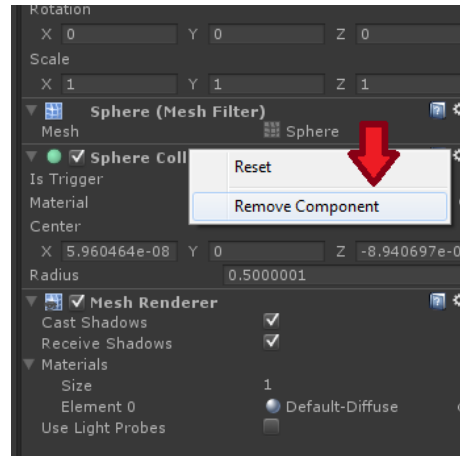 Rotation
X 0 Y 0 Z 0
Scale
X 1 Y 1 Z 1
Sphere (Mesh Filter)
Mesh Sphere
Sphere Coll
Reset
Is Trigger
Material
Remove Component
Center
X 5.960464e-08 Y 0 Z -8.940697e-0
Radius 0.5000001
Mesh Renderer
Cast Shadows
Receive Shadows
Materials
Size 1
Element 0 Default-Diffuse
Use Light Probes